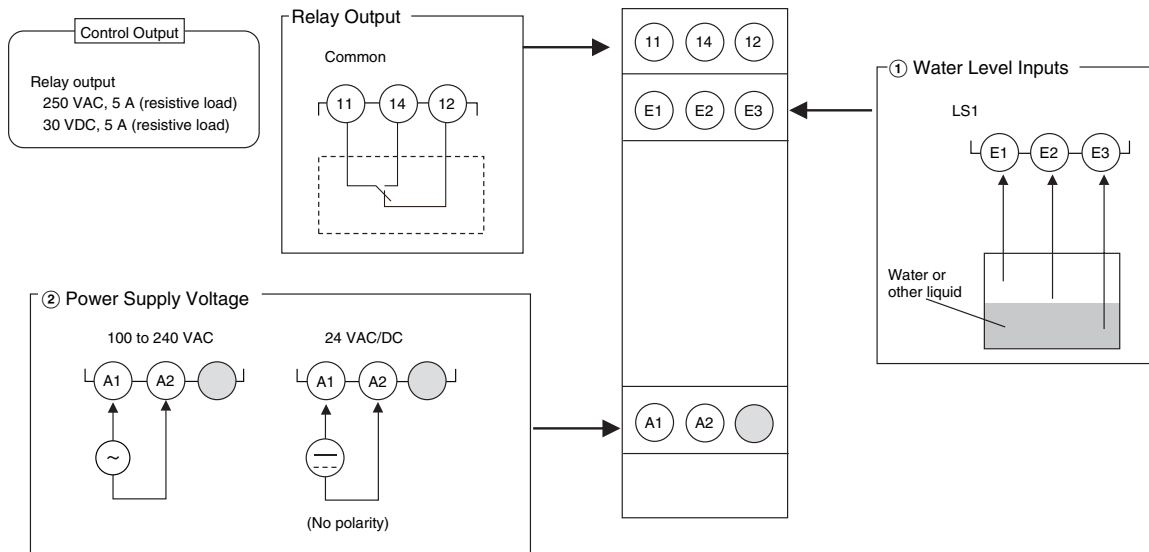 Control Output
Relay output
250 VAC, 5 A (resistive load)
30 VDC, 5 A (resistive load)
Relay Output
Common
11 14 12
11 14 12
E1 E2 E3
① Water Level Inputs
LS1
E1 E2 E3
Water or
other liquid
② Power Supply Voltage
100 to 240 VAC
A1 A2
~
24 VAC/DC
A1 A2
(No polarity)
A1 A2